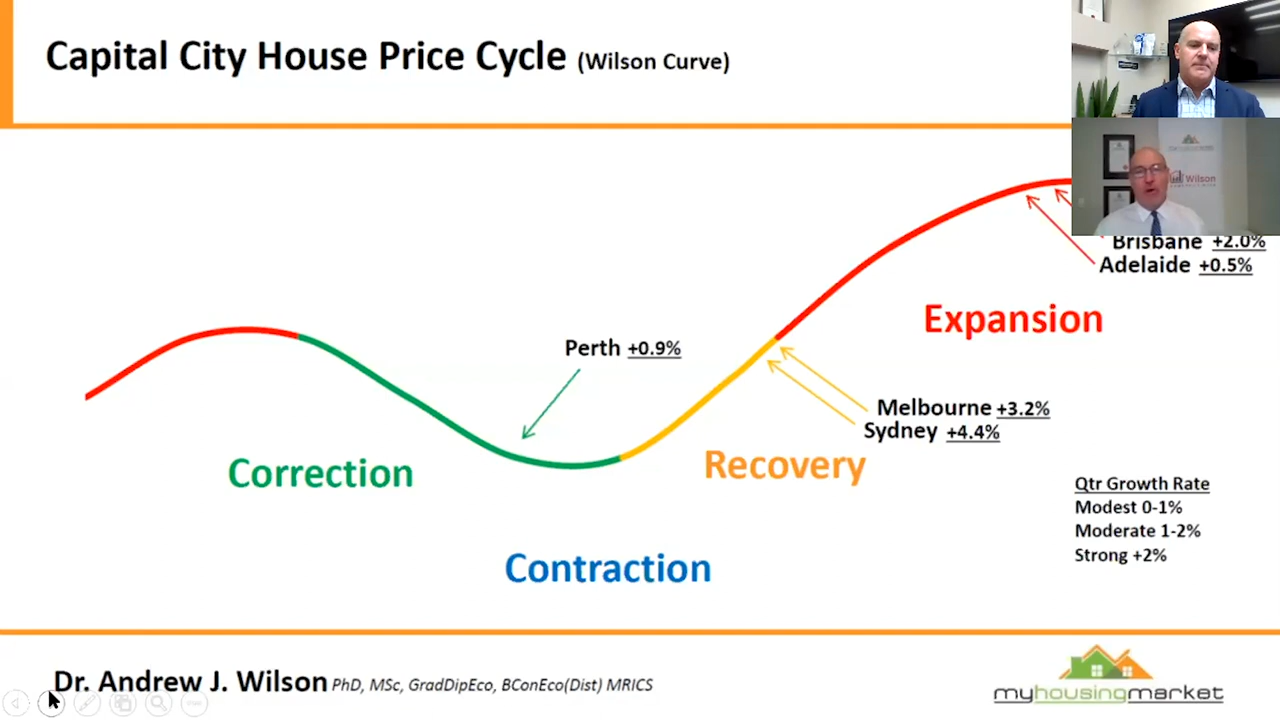 Capital City House Price Cycle (Wilson Curve)
Wilson
Brisbane +2.0%
Adelaide +0.5%
Expansion
Perth +0.9%
Melbourne +3.2%
Sydney +4.4%
Recovery
Correction
Qtr Growth Rate
Modest 0-1%
Moderate 1-2%
Strong +2%
Contraction
Dr. Andrew J. Wilson PhD, MSc, GradDipEco, BConEco(Dist) MRICS
myhousingmarket